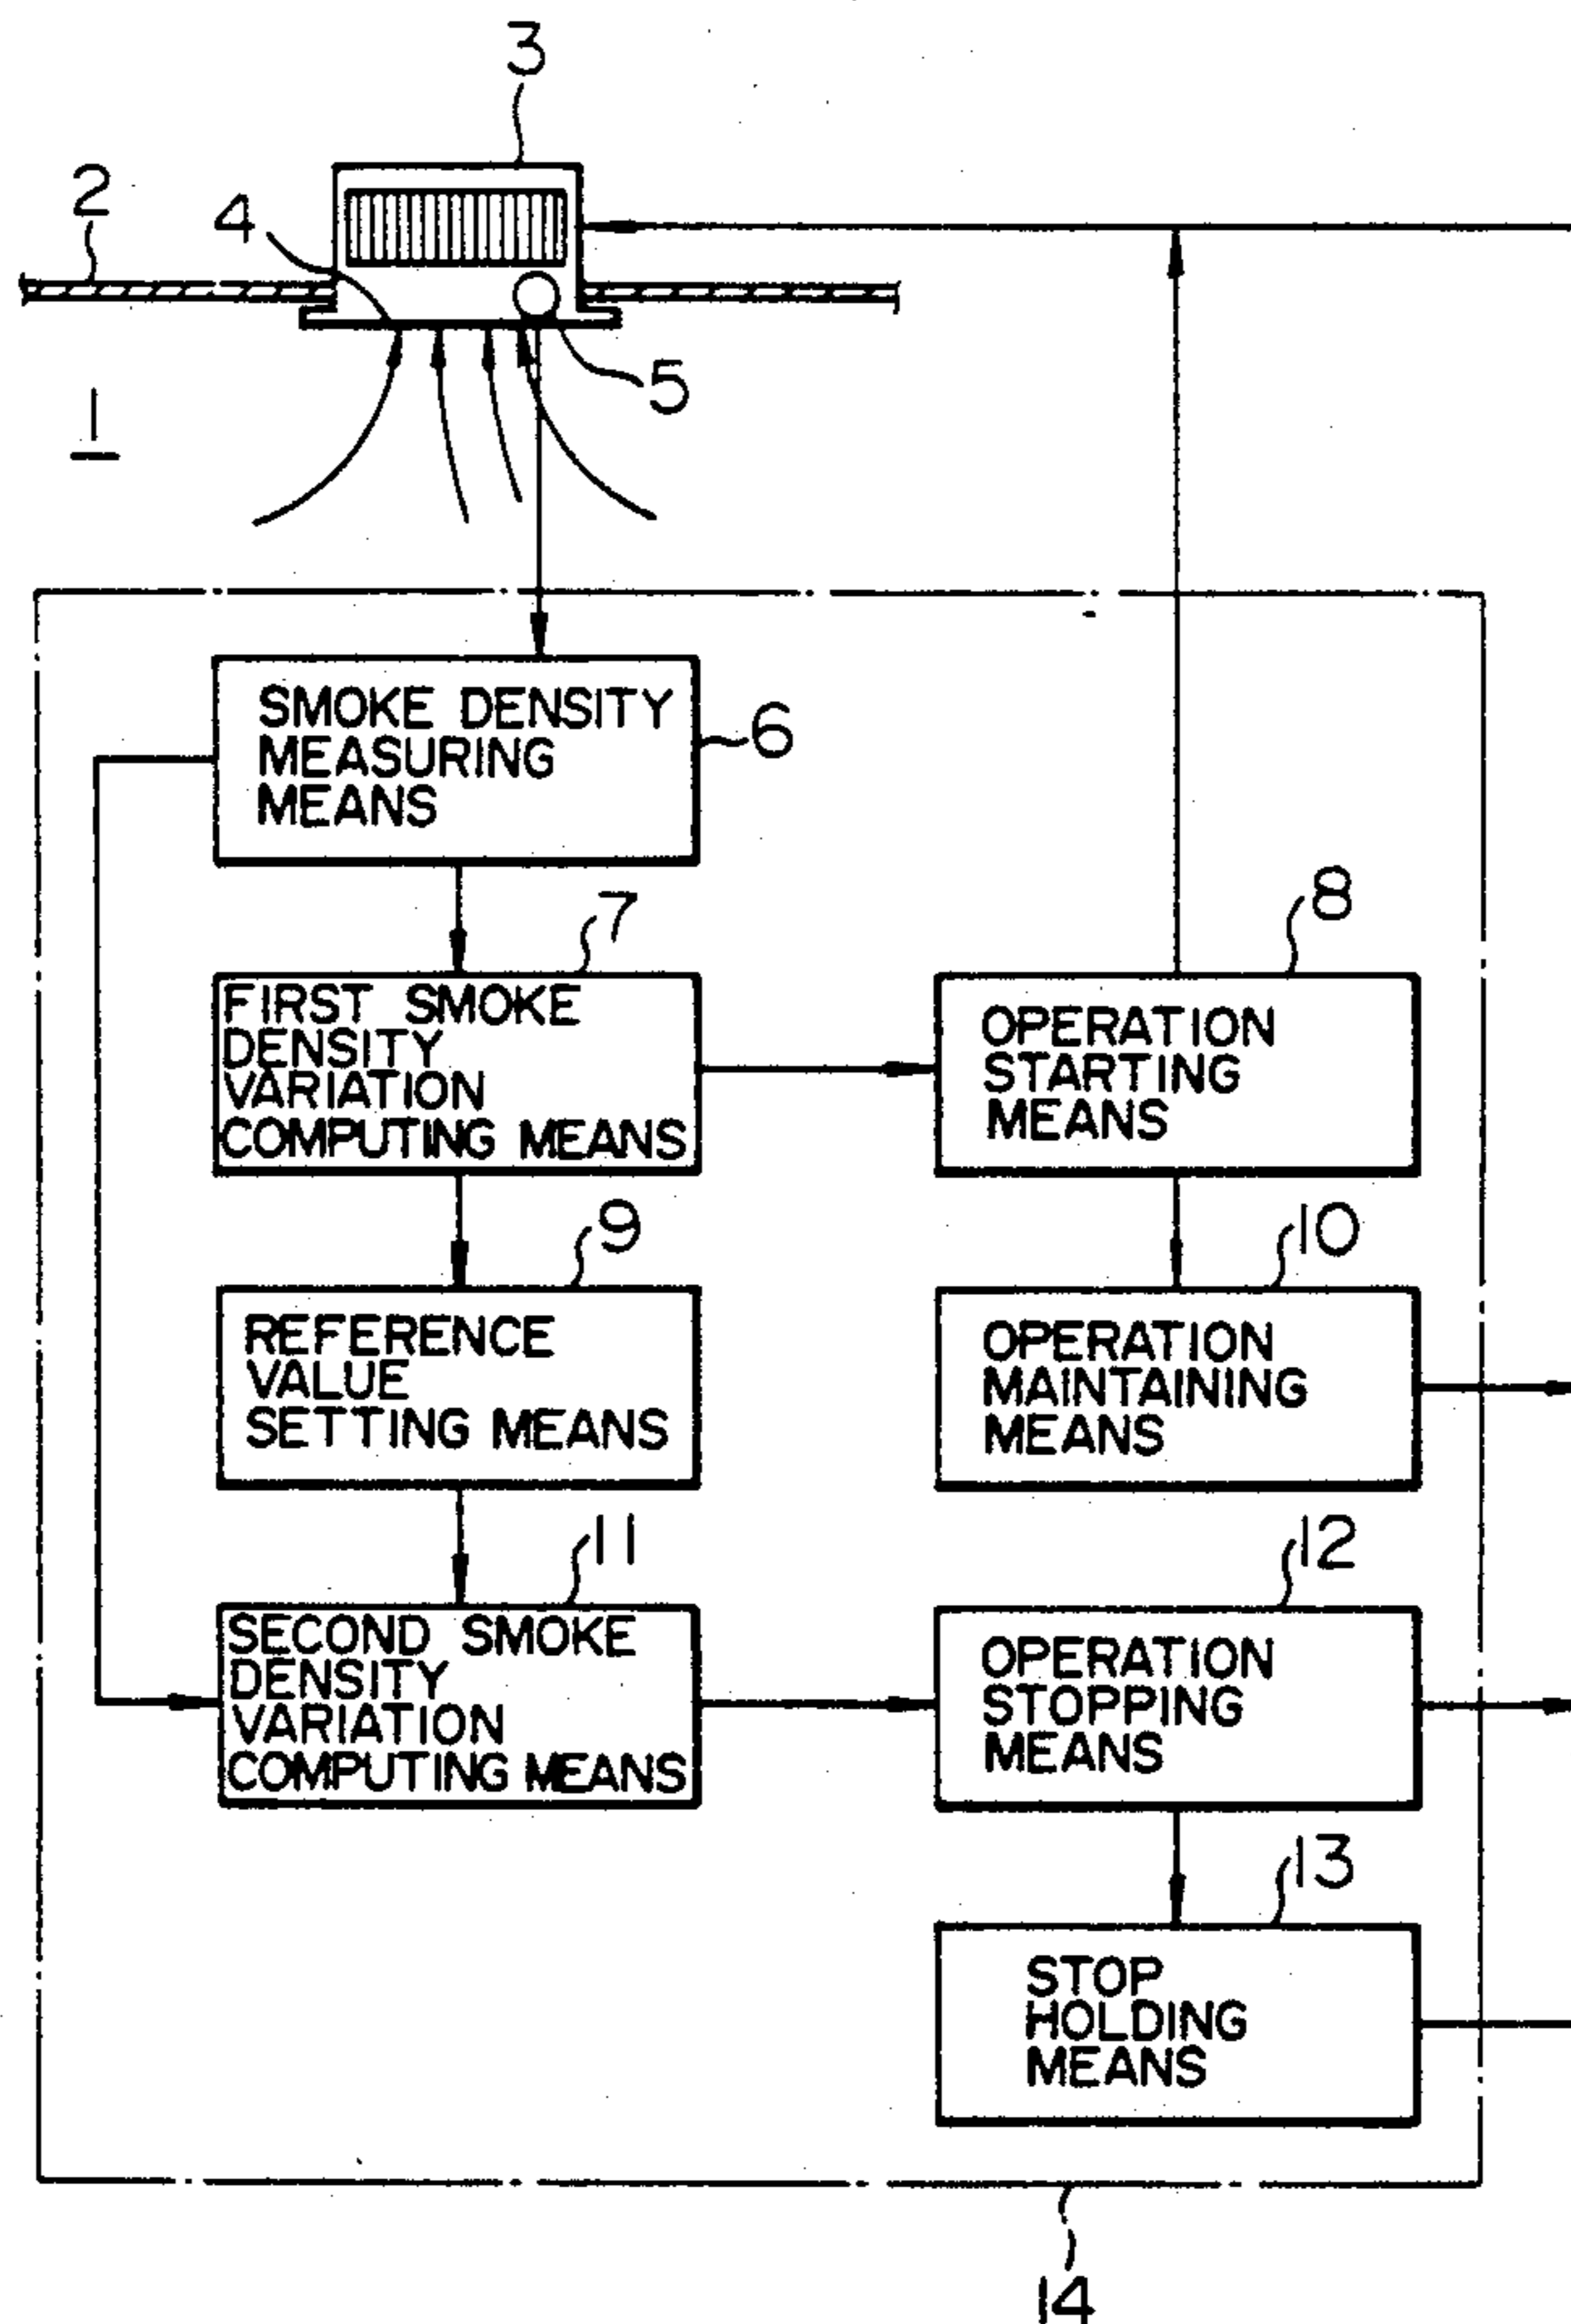 3
2
4
5
1
SMOKE DENSITY
MEASURING
MEANS
6
7
8
FIRST SMOKE
DENSITY
VARIATION
COMPUTING MEANS
OPERATION
STARTING
MEANS
9
10
REFERENCE
VALUE
SETTING MEANS
OPERATION
MAINTAINING
MEANS
11
12
SECOND SMOKE
DENSITY
VARIATION
COMPUTING MEANS
OPERATION
STOPPING
MEANS
13
STOP
HOLDING
MEANS
14